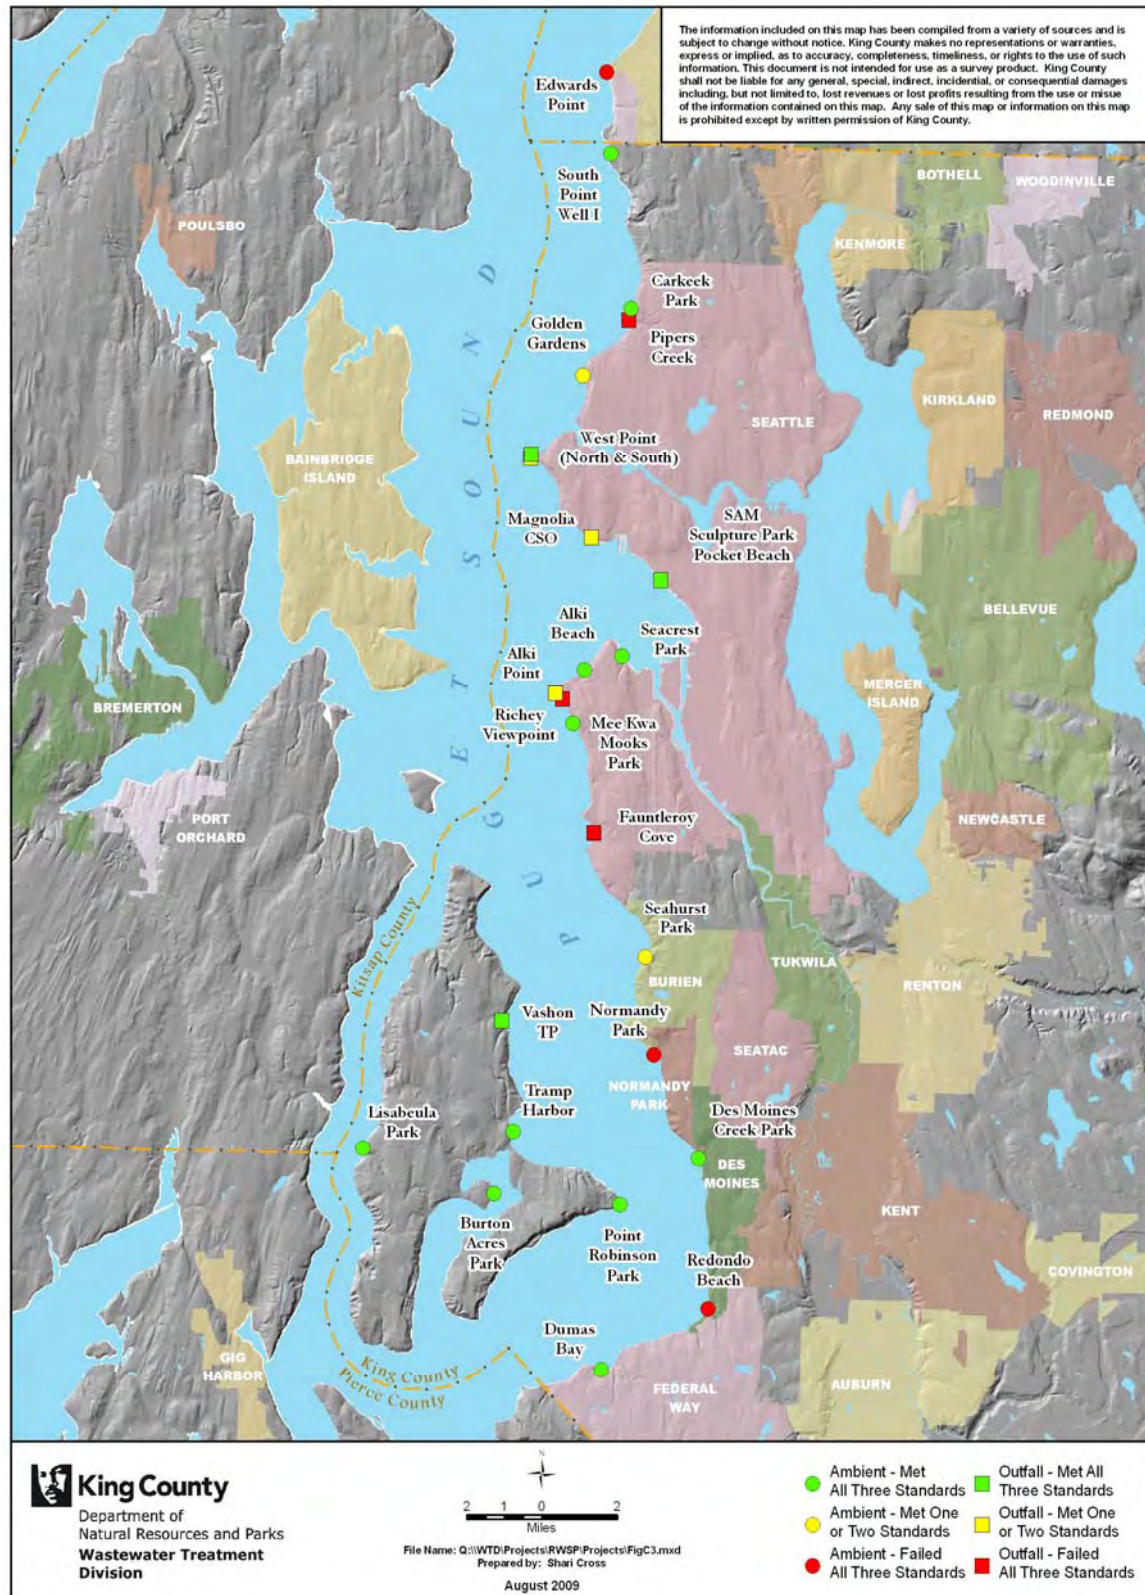 The information included on this map has been compiled from a variety of sources and is
subject to change without notice. King County makes no representations or warranties,
express or implied, as to accuracy, completeness, timeliness, or rights to the use of such
information. This document is not intended for use as a survey product. King County
shall not be liable for any general, special, indirect, incidental, or consequential damages
including, but not limited to, lost revenues or lost profits resulting from the use or misue
of the information contained on this map. Any sale of this map or information on this map
is prohibited except by written permission of King County.
Edwards
Point
South
Point
Well I
BOTHELL
WOODINVILLE
POULSBO
KENMORE
Carkeek
Park
Golden
Gardens
Pipers
Creek
KIRKLAND
REDMOND
SEATTLE
PUGET SOUND
BAINBRIDGE
ISLAND
West Point
(North & South)
Magnolia
CSO
SAM
Sculpture Park
Pocket Beach
BELLEVUE
Alki
Beach
Seacrest
Park
Alki
Point
MERCER
ISLAND
BREMERTON
Richey
Viewpoint
Mee Kwa
Mooks
Park
PORT
ORCHARD
Fauntleroy
Cove
NEWCASTLE
Seahurst
Park
Kitsap County
TUKWILA
BURIEN
RENTON
Vashon
TP
Normandy
Park
SEATAC
NORMANDY
PARK
Tramp
Harbor
Lisabeula
Park
Des Moines
Creek Park
DES
MOINES
KENT
Burton
Acres
Park
Point
Robinson
Park
Redondo
Beach
COVINGTON
Dumas
Bay
GIG
HARBOR
King County
Pierce County
FEDERAL
WAY
AUBURN
King County
Department of
Natural Resources and Parks
Wastewater Treatment
Division
N
2 1 0 2
Miles
File Name: Q:\\WTD\Projects\RWSP\Projects\FigC3.mxd
Prepared by: Shari Cross
August 2009
Ambient - Met
All Three Standards
Ambient - Met One
or Two Standards
Ambient - Failed
All Three Standards
Outfall - Met All
Three Standards
Outfall - Met One
or Two Standards
Outfall - Failed
All Three Standards